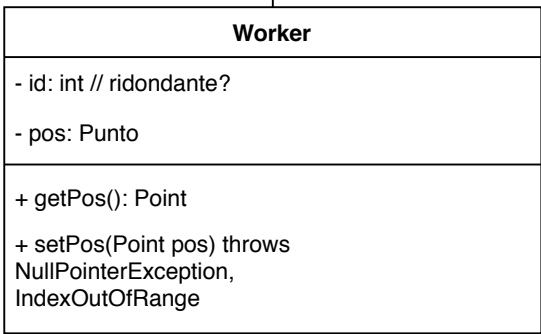 Worker
- id: int // ridondante?
- pos: Punto
+ getPos(): Point
+ setPos(Point pos) throws
NullPointerException,
IndexOutOfRange